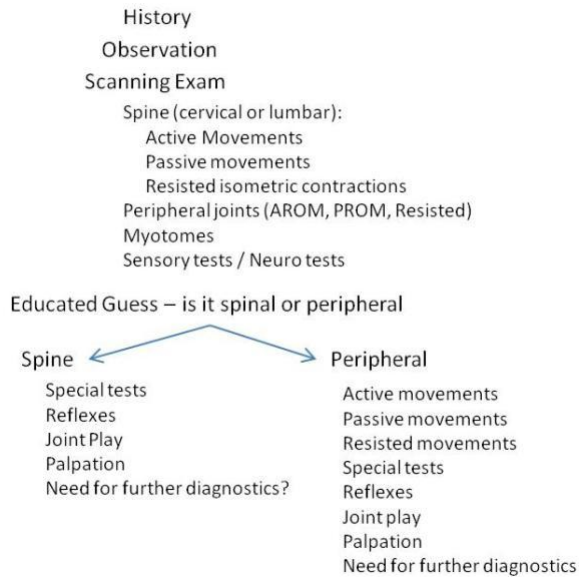 History
Observation
Scanning Exam
Spine (cervical or lumbar):
Active Movements
Passive movements
Resisted isometric contractions
Peripheral joints (AROM, PROM, Resisted)
Myotomes
Sensory tests / Neuro tests
Educated Guess – is it spinal or peripheral
Spine
Special tests
Reflexes
Joint Play
Palpation
Need for further diagnostics?
Peripheral
Active movements
Passive movements
Resisted movements
Special tests
Reflexes
Joint play
Palpation
Need for further diagnostics